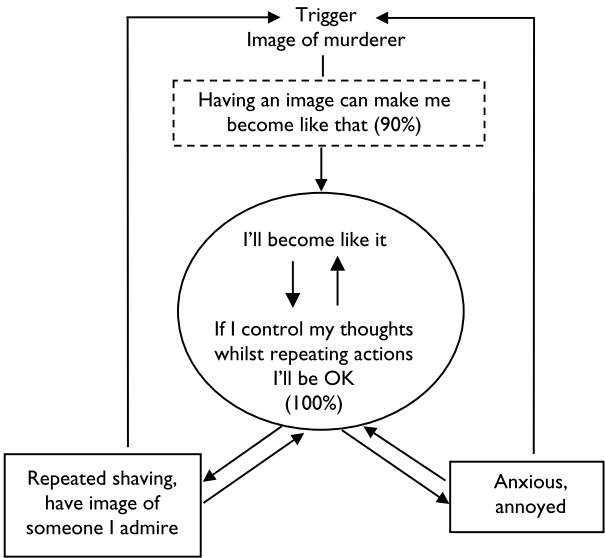 Trigger
Image of murderer
Having an image can make me
become like that (90%)
I'll become like it
If I control my thoughts
whilst repeating actions
I'll be OK
(100%)
Repeated shaving,
have image of
someone I admire
Anxious,
annoyed